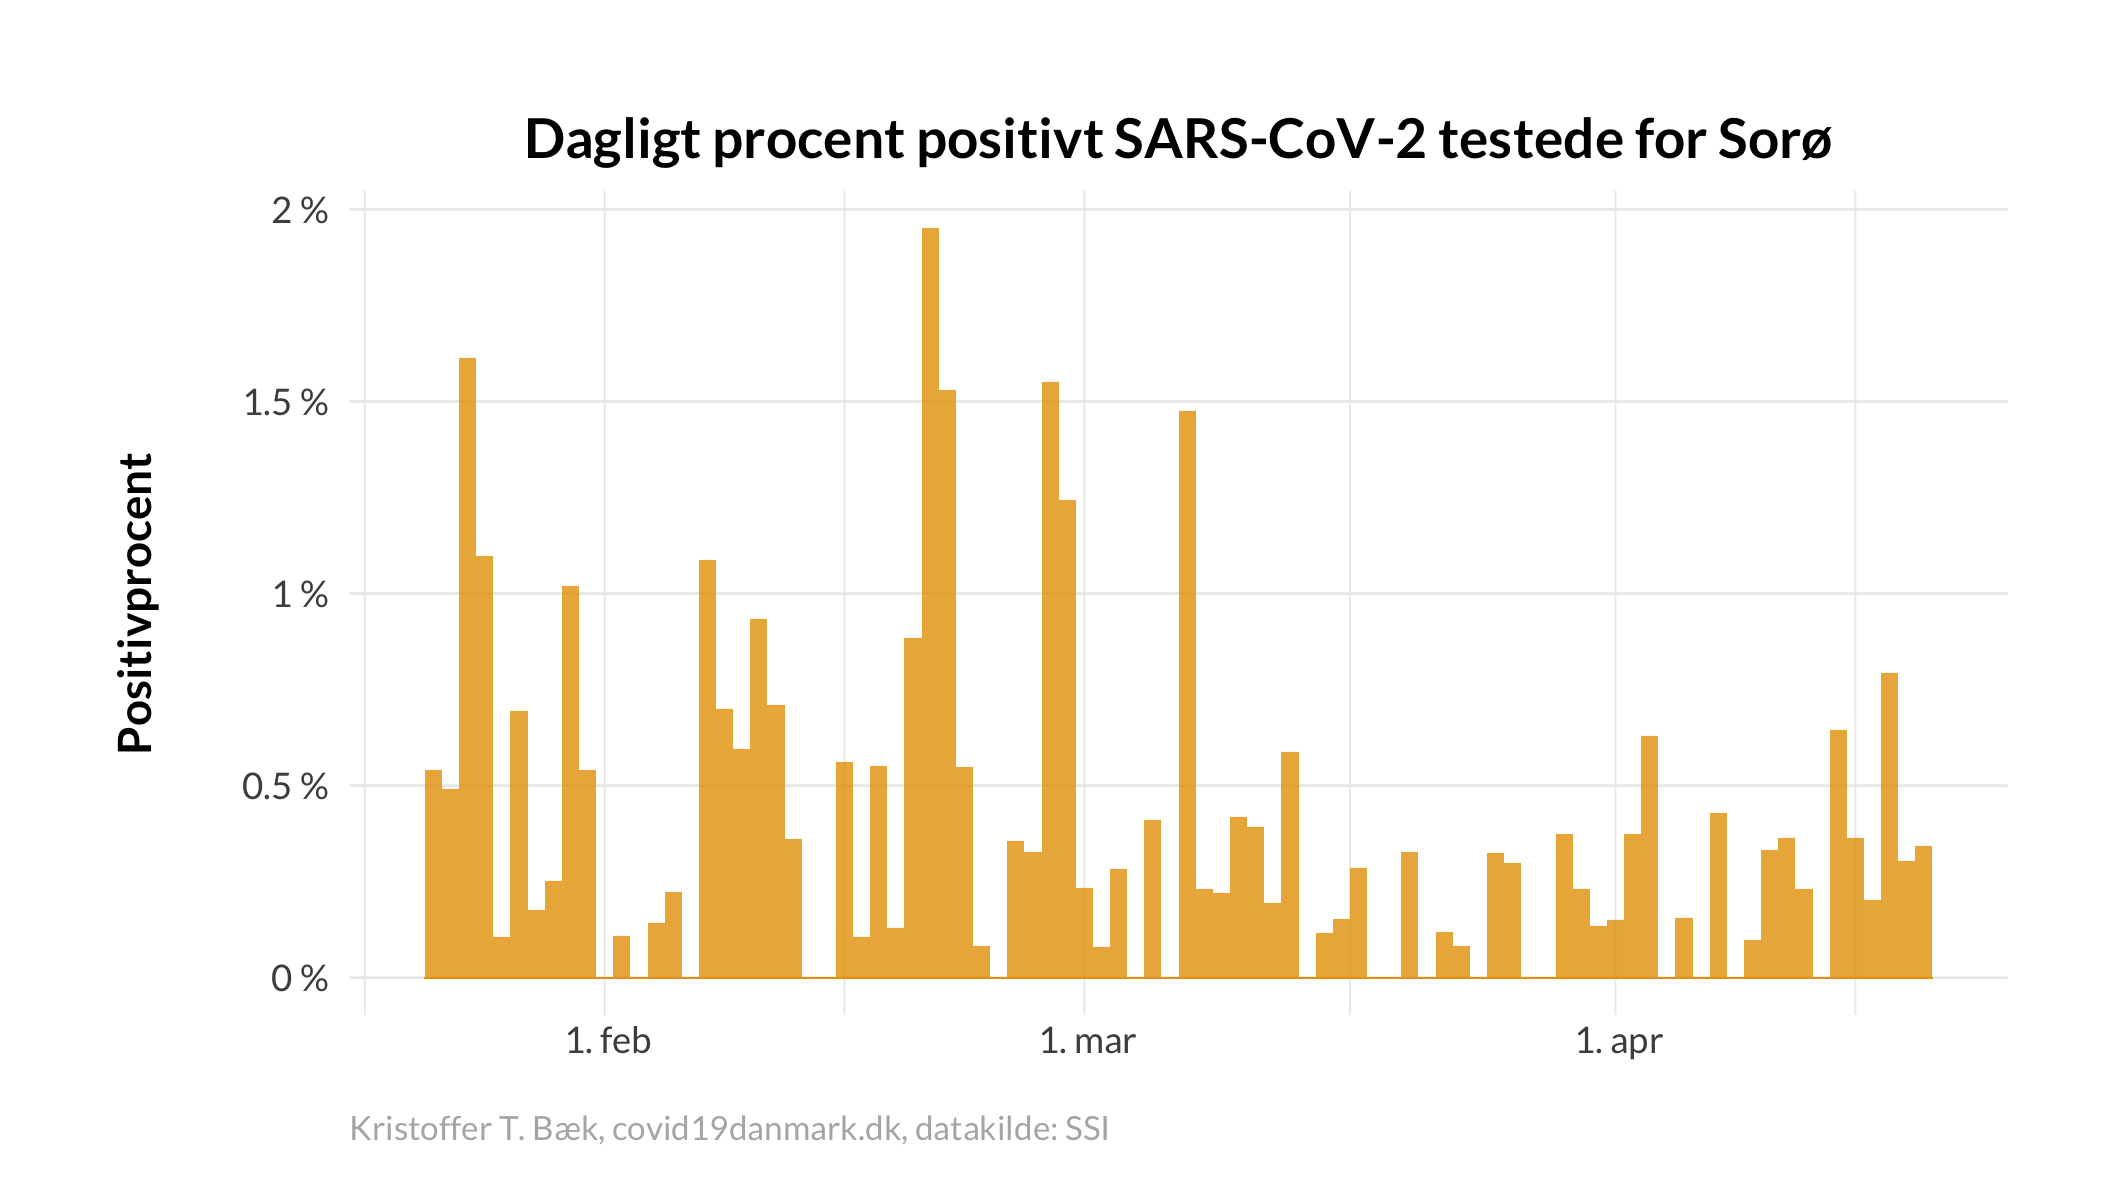 Dagligt procent positivt SARS-CoV-2 testede for Sorø
Positivprocent
2 %
1.5 %
1 %
0.5 %
0 %
1. feb
1. mar
1. apr
Kristoffer T. Bæk, covid19danmark.dk, datakilde: SSI